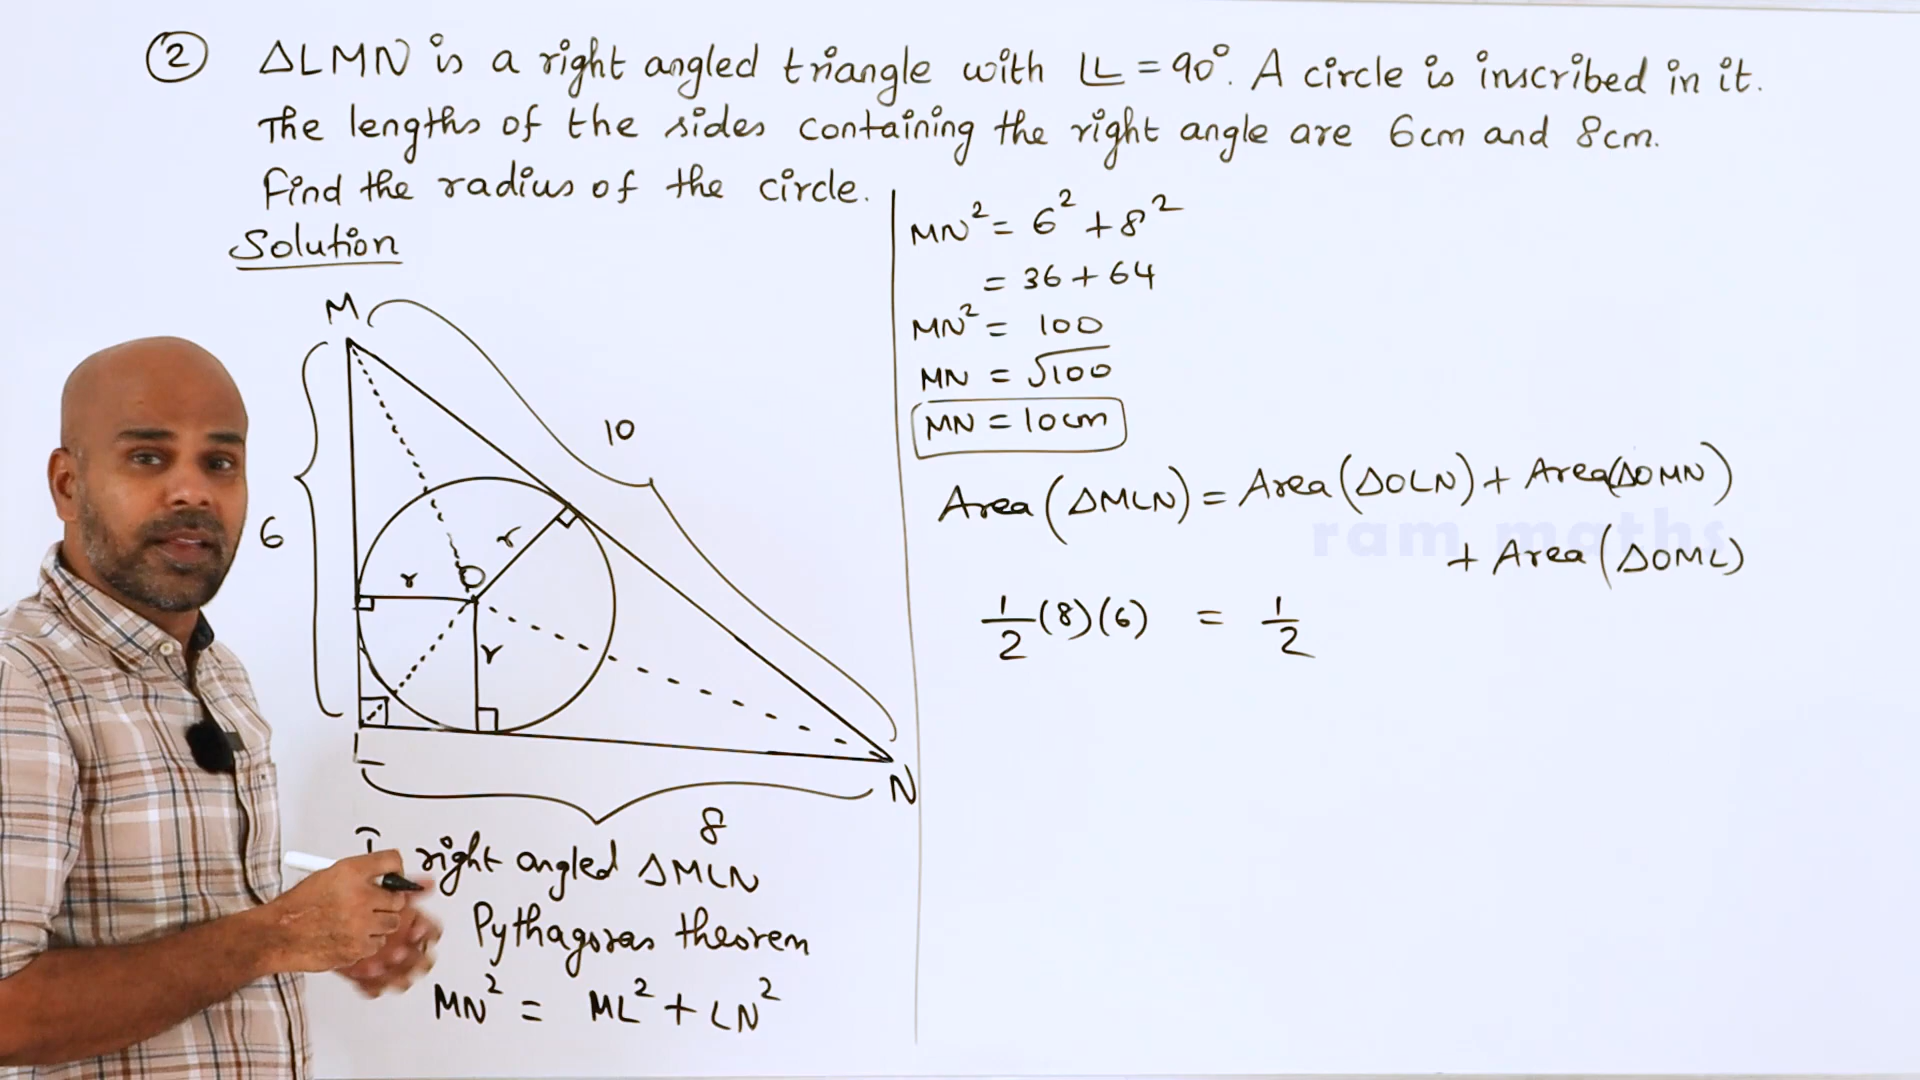 ② ΔLMN is a right angled triangle with ∠L = 90°. A circle is inscribed in it.
The lengths of the sides containing the right angle are 6cm and 8cm.
Find the radius of the circle.
Solution
M
6
10
r
r
O
r
L
N
8
right angled ΔMLN
Pythagoras theorem
MN² = ML² + LN²
MN² = 6² + 8²
= 36 + 64
MN² = 100
MN = √100
MN = 10cm
Area (ΔMLN) = Area (ΔOLN) + Area(ΔOMN)
ram maths
+ Area (ΔOML)
1/2 (8)(6) = 1/2